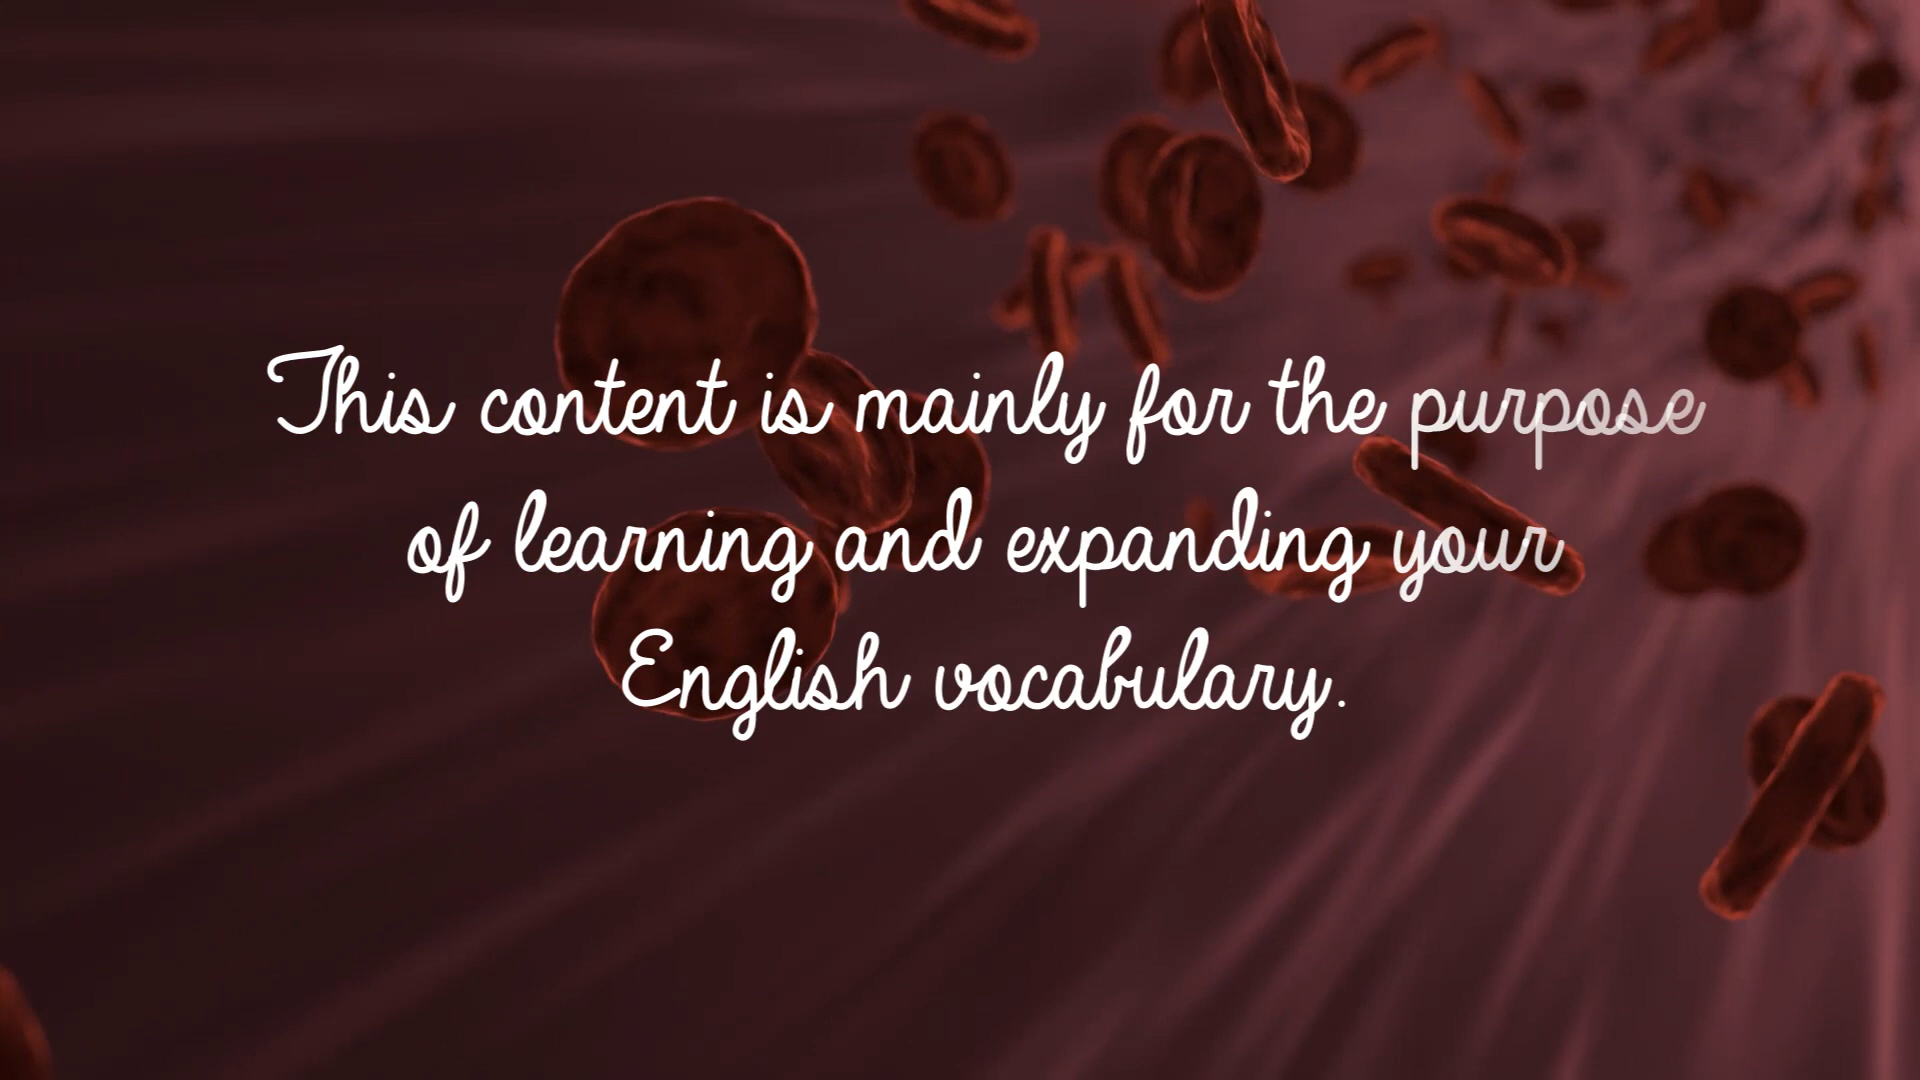 This content is mainly for the purpose
of learning and expanding your
English vocabulary.